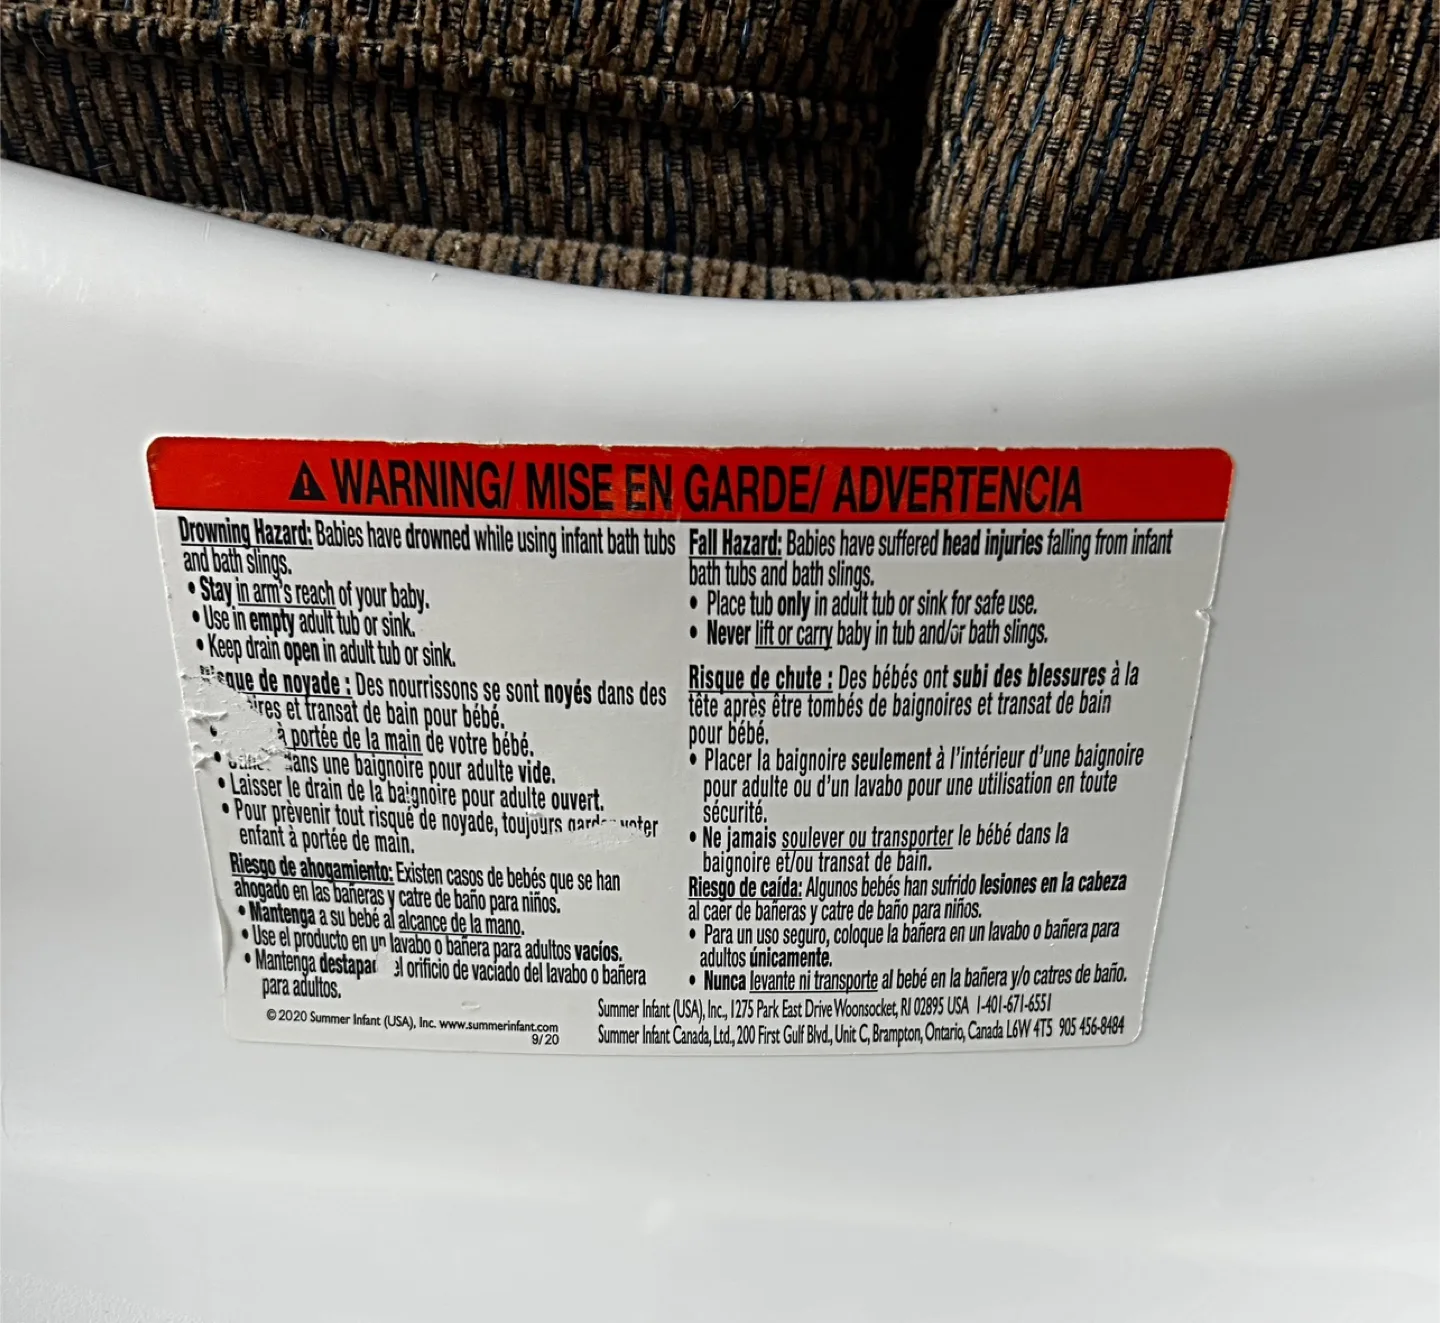 WARNING/ MISE EN GARDE/ ADVERTENCIA
Drowning Hazard: Babies have drowned while using infant bath tubs
and bath slings.
• Stay in arm's reach of your baby.
• Use in empty adult tub or sink.
• Keep drain open in adult tub or sink.
de noyade : Des nourrissons se sont noyés dans des
et transat de bain pour bébé.
• à portée de la main de votre bébé.
• une baignoire pour adulte vide.
• Laisser le drain de la baignoire pour adulte ouvert.
• Pour prèvenir tout risqué de noyade, toujours
enfant à portée de main.
Riesgo de ahogamiento: Existen casos de bebés que se han
ahogado en las bañeras y catre de baño para niños.
• Mantenga a su bebé al alcance de la mano.
• Use el producto en un lavabo o bañera para adultos vacíos.
• Mantenga orificio de vaciado del lavabo o bañera
para adultos.
© 2020 Summer Infant (USA), Inc. www.summerinfant.com
9/20
Fall Hazard: Babies have suffered head injuries falling from infant
bath tubs and bath slings.
• Place tub only in adult tub or sink for safe use.
• Never lift or carry baby in tub and/or bath slings.
Risque de chute : Des bébés ont subi des blessures à la
tête après être tombés de baignoires et transat de bain
pour bébé.
• Placer la baignoire seulement à l'intérieur d'une baignoire
pour adulte ou d'un lavabo pour une utilisation en toute
sécurité.
• Ne jamais soulever ou transporter le bébé dans la
baignoire et/ou transat de bain.
Riesgo de caída: Algunos bebés han sufrido lesiones en la cabeza
al caer de bañeras y catre de baño para niños.
• Para un uso seguro, coloque la bañera en un lavabo o bañera para
adultos únicamente.
• Nunca levante ni transporte al bebé en la bañera y/o catres de baño.
Summer Infant (USA), Inc., 1275 Park East Drive Woonsocket, RI 02895 USA 1-401-671-6551
Summer Infant Canada, Ltd., 200 First Gulf Blvd., Unit C, Brampton, Ontario, Canada L6W 4T5 905 456-8484